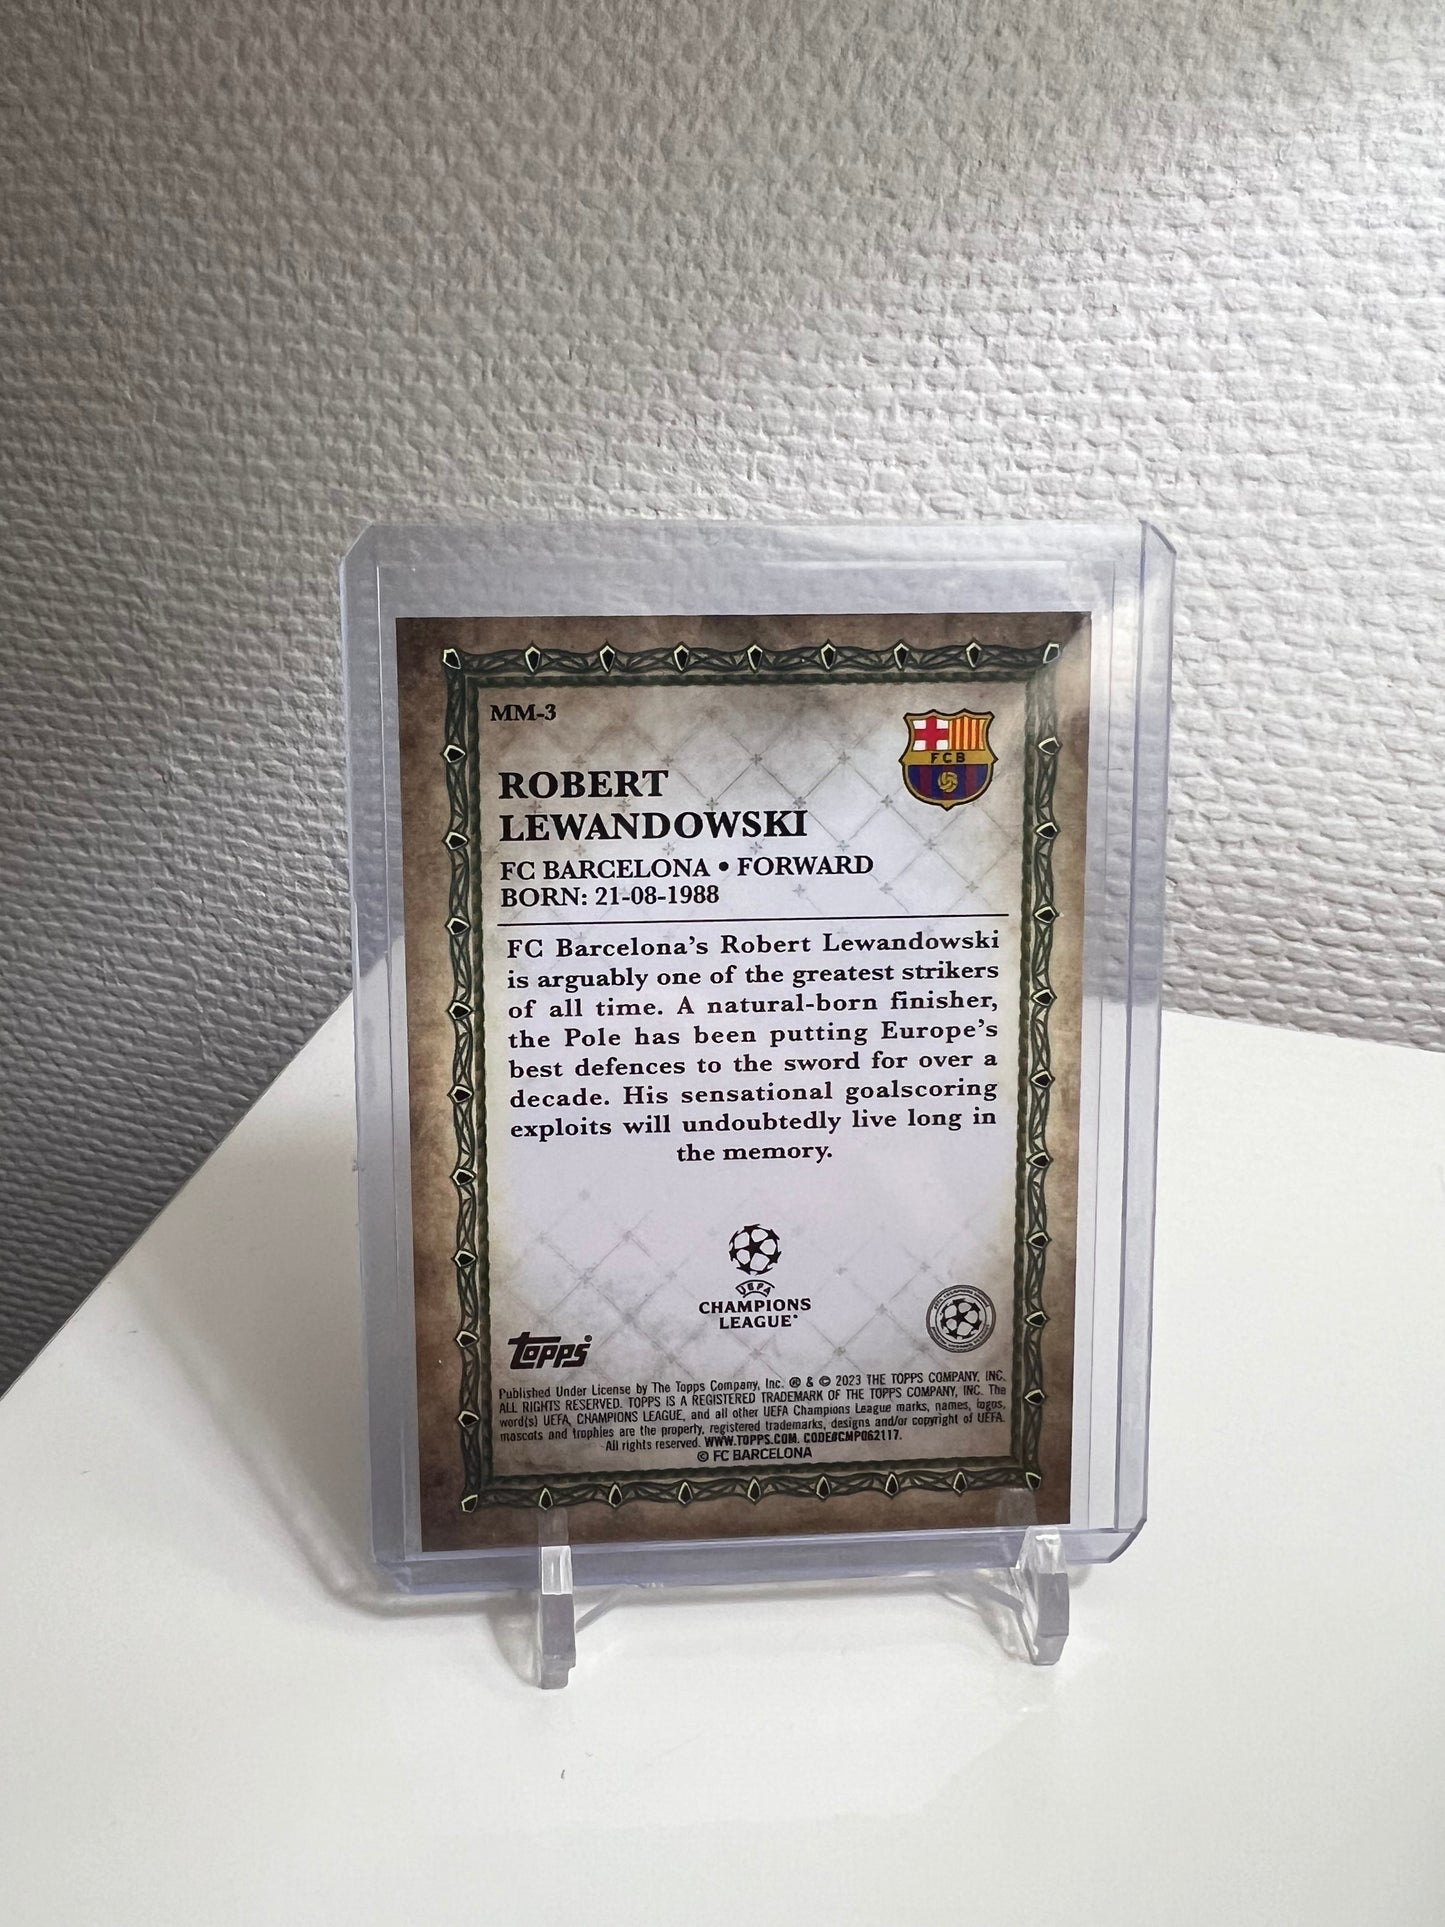 MM-3
FCB
ROBERT
LEWANDOWSKI
FC BARCELONA • FORWARD
BORN: 21-08-1988
FC Barcelona's Robert Lewandowski
is arguably one of the greatest strikers
of all time. A natural-born finisher,
the Pole has been putting Europe's
best defences to the sword for over a
decade. His sensational goalscoring
exploits will undoubtedly live long in
the memory.
UEFA
CHAMPIONS
LEAGUE®
Topps
Published Under License by The Topps Company, Inc. ® & © 2023 THE TOPPS COMPANY, INC.
ALL RIGHTS RESERVED. TOPPS IS A REGISTERED TRADEMARK OF THE TOPPS COMPANY, INC. The
word(s) UEFA, CHAMPIONS LEAGUE, and all other UEFA Champions League marks, names, logos,
mascots and trophies are the property, registered trademarks, designs and/or copyright of UEFA.
All rights reserved. WWW.TOPPS.COM. CODE#CMP062117.
© FC BARCELONA